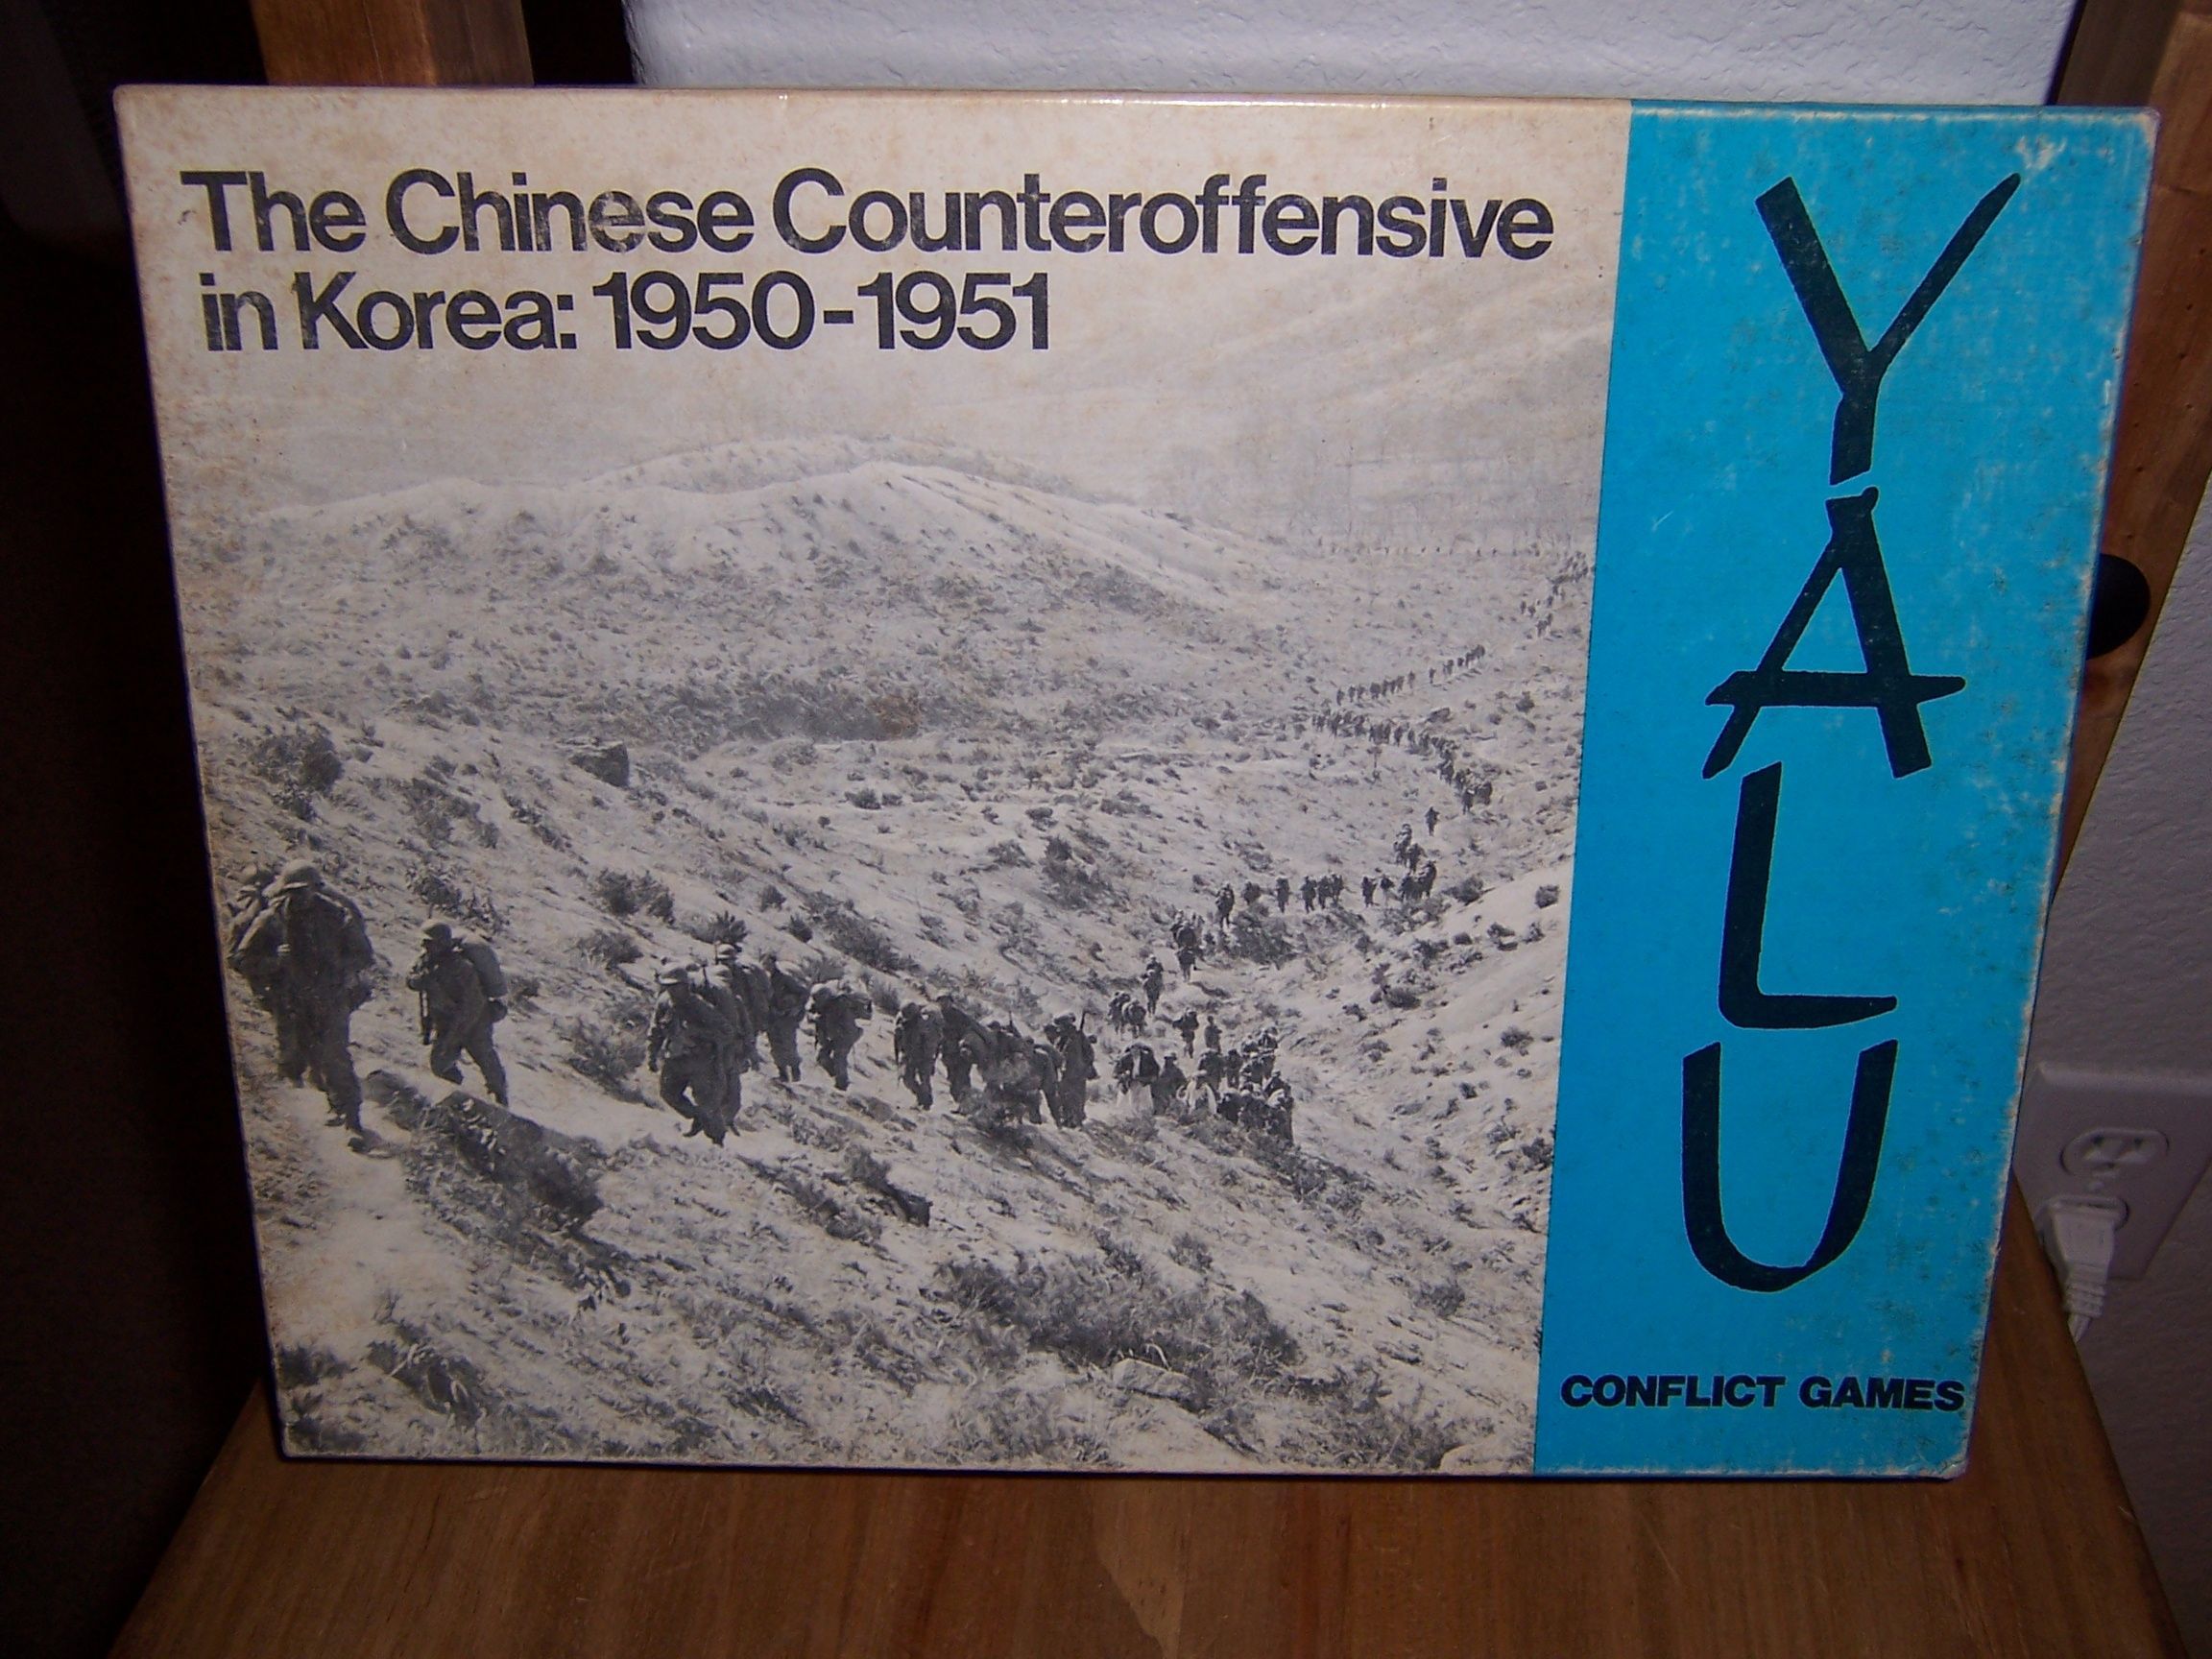 The Chinese Counteroffensive
in Korea: 1950-1951
YALU
CONFLICT GAMES